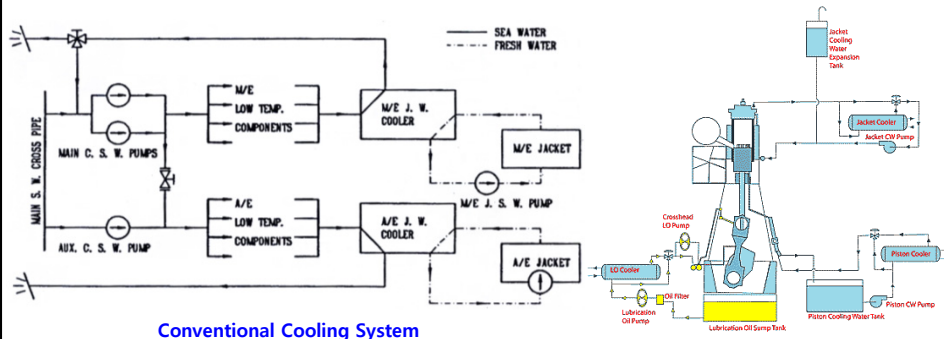 SEA WATER
FRESH WATER
M/E
LOW TEMP.
COMPONENTS
M/E J. W.
COOLER
M/E JACKET
M/E J. S. W. PUMP
MAIN C. S. W. PUMPS
MAIN S. W. CROSS PIPE
A/E
LOW TEMP.
COMPONENTS
AUX. C. S. W. PUMP
A/E J. W.
COOLER
A/E JACKET
Conventional Cooling System
Jacket
Cooling
Water
Expansion
Tank
Jacket Cooler
Jacket CW Pump
Crosshead
LO Pump
LO Cooler
Oil Filter
Lubrication
Oil Pump
Lubrication Oil Sump Tank
Piston Cooler
Piston CW Pump
Piston Cooling Water Tank